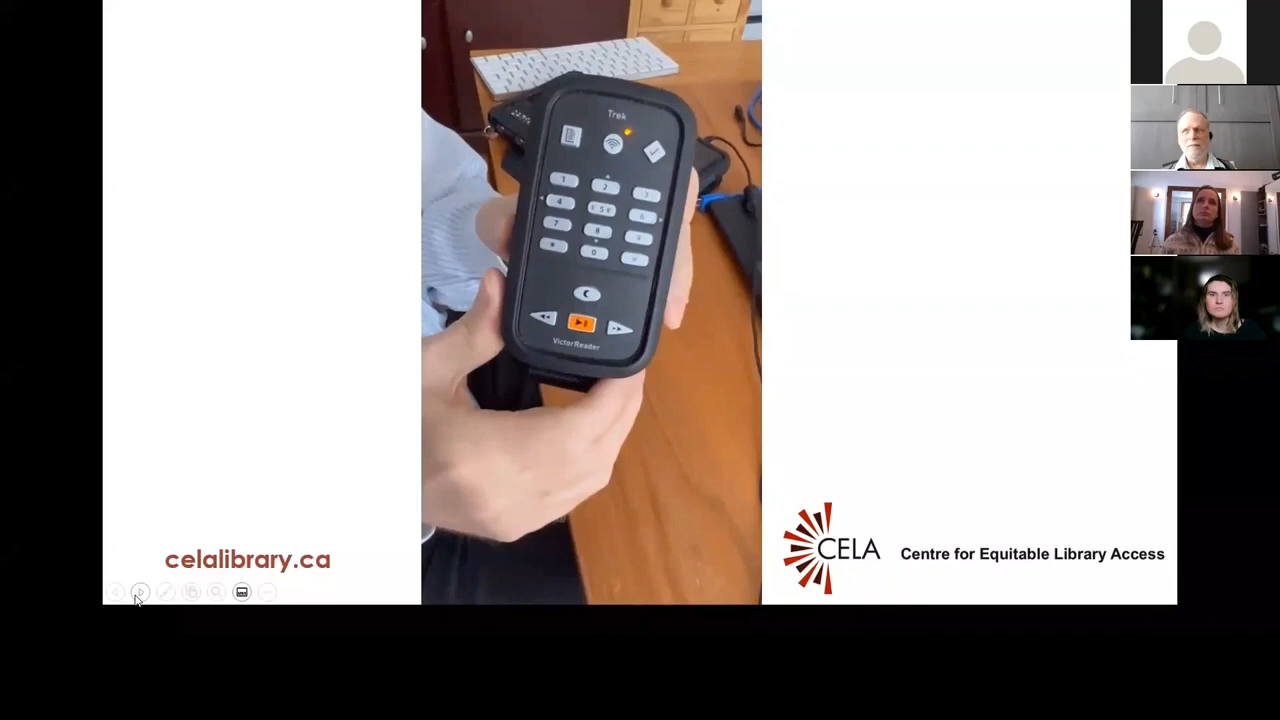 Trek
1 2 3
4 5 6
7 8 9
* 0 #
VictorReader
celalibrary.ca
CELA
Centre for Equitable Library Access